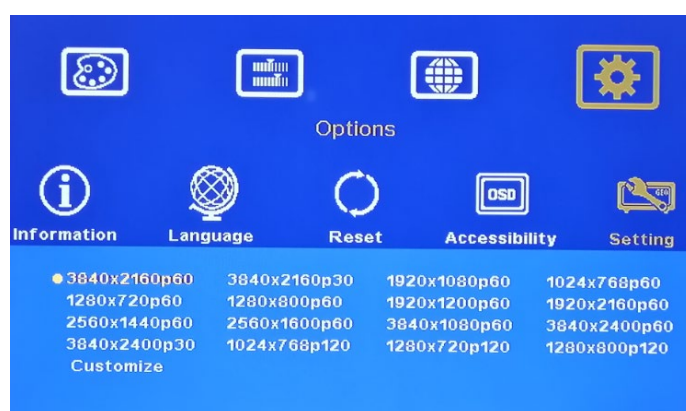 Options
OSD
GEO
Information Language Reset Accessibility Setting
3840x2160p60 3840x2160p30 1920x1080p60 1024x768p60
1280x720p60 1280x800p60 1920x1200p60 1920x2160p60
2560x1440p60 2560x1600p60 3840x1080p60 3840x2400p60
3840x2400p30 1024x768p120 1280x720p120 1280x800p120
Customize